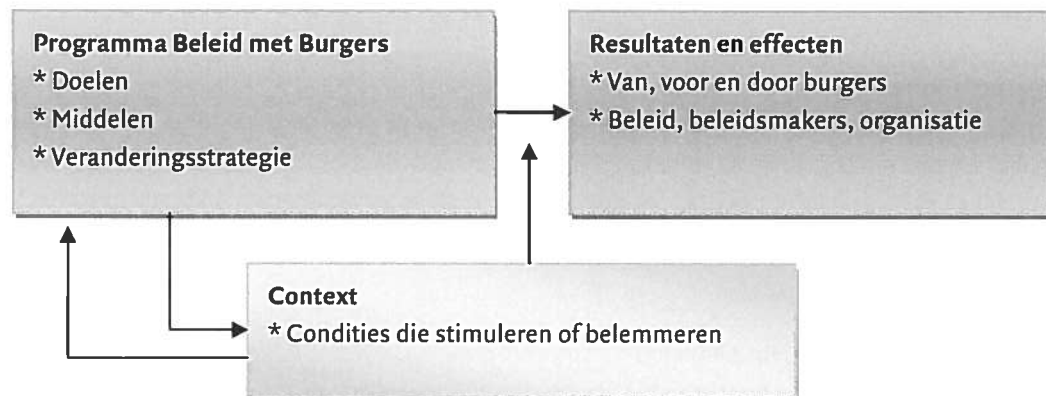 Programma Beleid met Burgers
* Doelen
* Middelen
* Veranderingsstrategie
Resultaten en effecten
* Van, voor en door burgers
* Beleid, beleidsmakers, organisatie
Context
* Condities die stimuleren of belemmeren